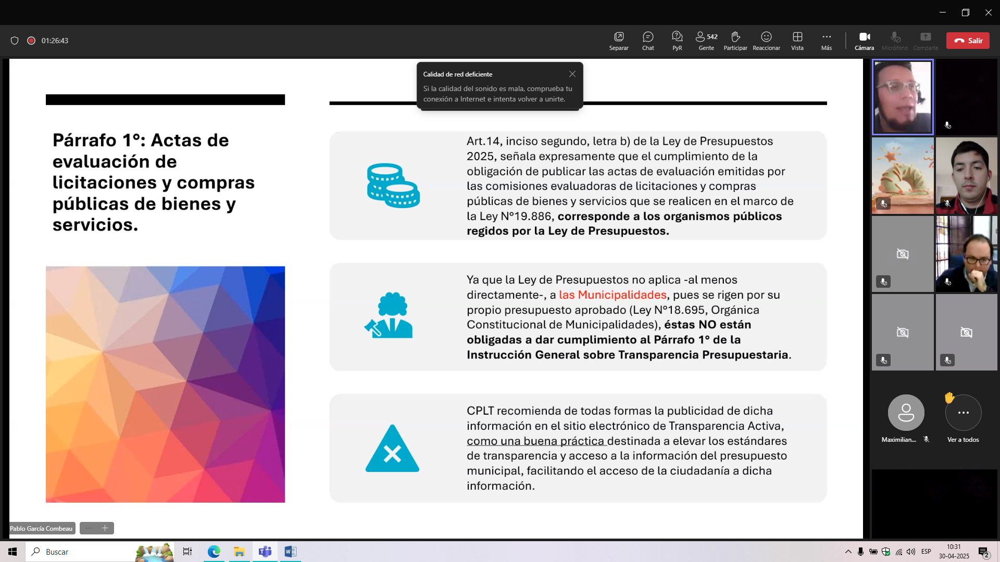 01:26:43
Separar
Chat
PyR
542
Gente
Participar
Reaccionar
Vista
Más
Cámara
Micrófono
Comparte
Salir
Calidad de red deficiente
Si la calidad del sonido es mala, comprueba tu
conexión a Internet e intenta volver a unirte.
Párrafo 1°: Actas de
evaluación de
licitaciones y compras
públicas de bienes y
servicios.
Art.14, inciso segundo, letra b) de la Ley de Presupuestos
2025, señala expresamente que el cumplimiento de la
obligación de publicar las actas de evaluación emitidas por
las comisiones evaluadoras de licitaciones y compras
públicas de bienes y servicios que se realicen en el marco de
la Ley N°19.886, corresponde a los organismos públicos
regidos por la Ley de Presupuestos.
Ya que la Ley de Presupuestos no aplica -al menos
directamente-, a las Municipalidades, pues se rigen por su
propio presupuesto aprobado (Ley N°18.695, Orgánica
Constitucional de Municipalidades), éstas NO están
obligadas a dar cumplimiento al Párrafo 1° de la
Instrucción General sobre Transparencia Presupuestaria.
CPLT recomienda de todas formas la publicidad de dicha
información en el sitio electrónico de Transparencia Activa,
como una buena práctica destinada a elevar los estándares
de transparencia y acceso a la información del presupuesto
municipal, facilitando el acceso de la ciudadanía a dicha
información.
Maximilian...
Ver a todos
Pablo García Combeau
Buscar
ESP
10:31
30-04-2025
2